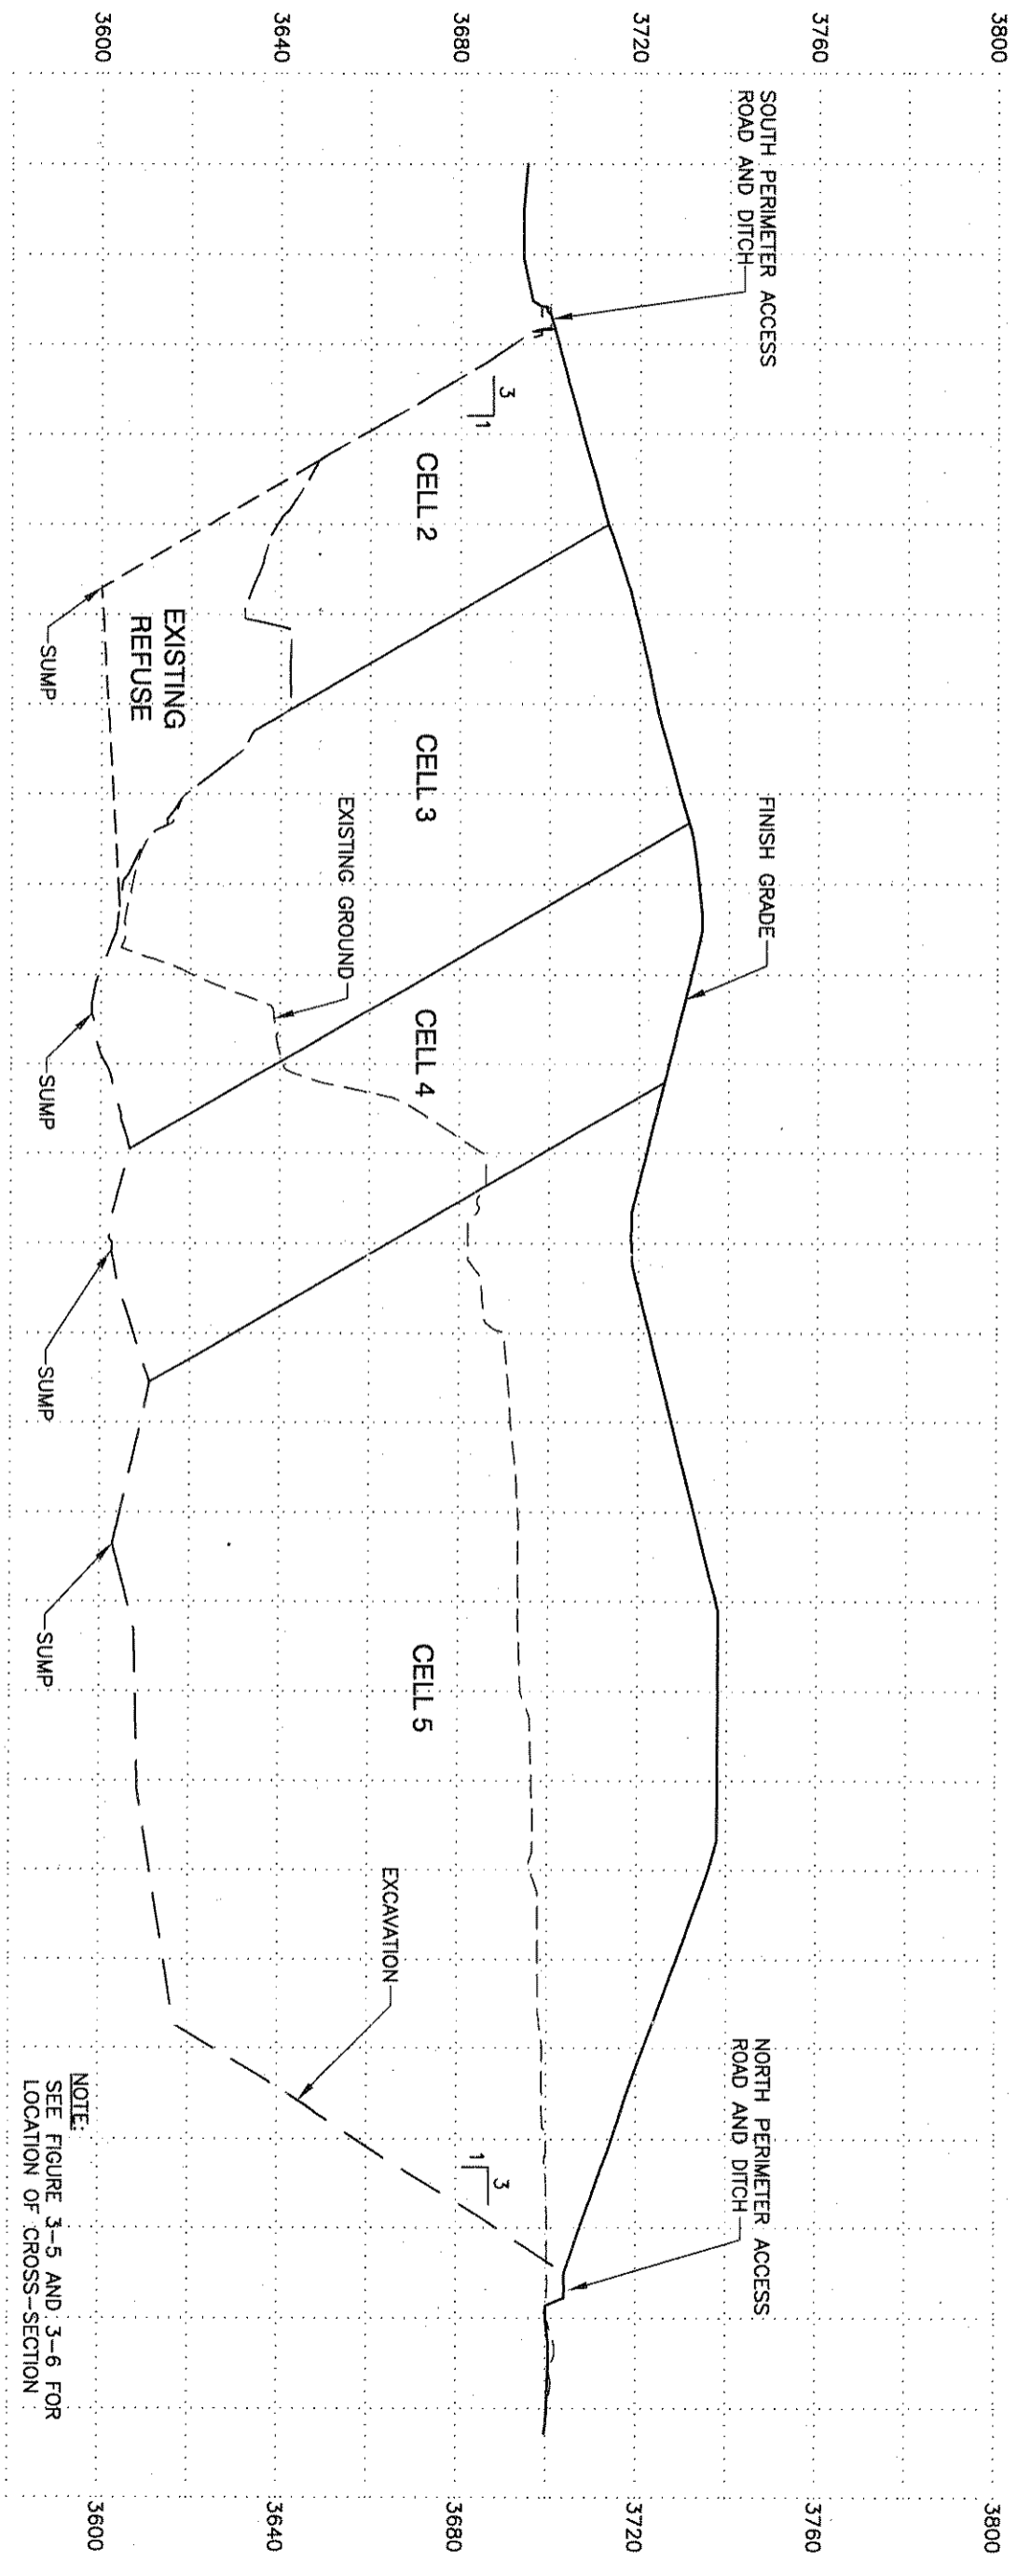 3800
3760
3720
3680
3640
3600
SOUTH PERIMETER ACCESS
ROAD AND DITCH
FINISH GRADE
NORTH PERIMETER ACCESS
ROAD AND DITCH
3
1
CELL 2
CELL 3
CELL 4
CELL 5
EXISTING GROUND
EXCAVATION
3
1
EXISTING
REFUSE
SUMP
SUMP
SUMP
SUMP
NOTE:
SEE FIGURE 3-5 AND 3-6 FOR
LOCATION OF CROSS-SECTION
3800
3760
3720
3680
3640
3600